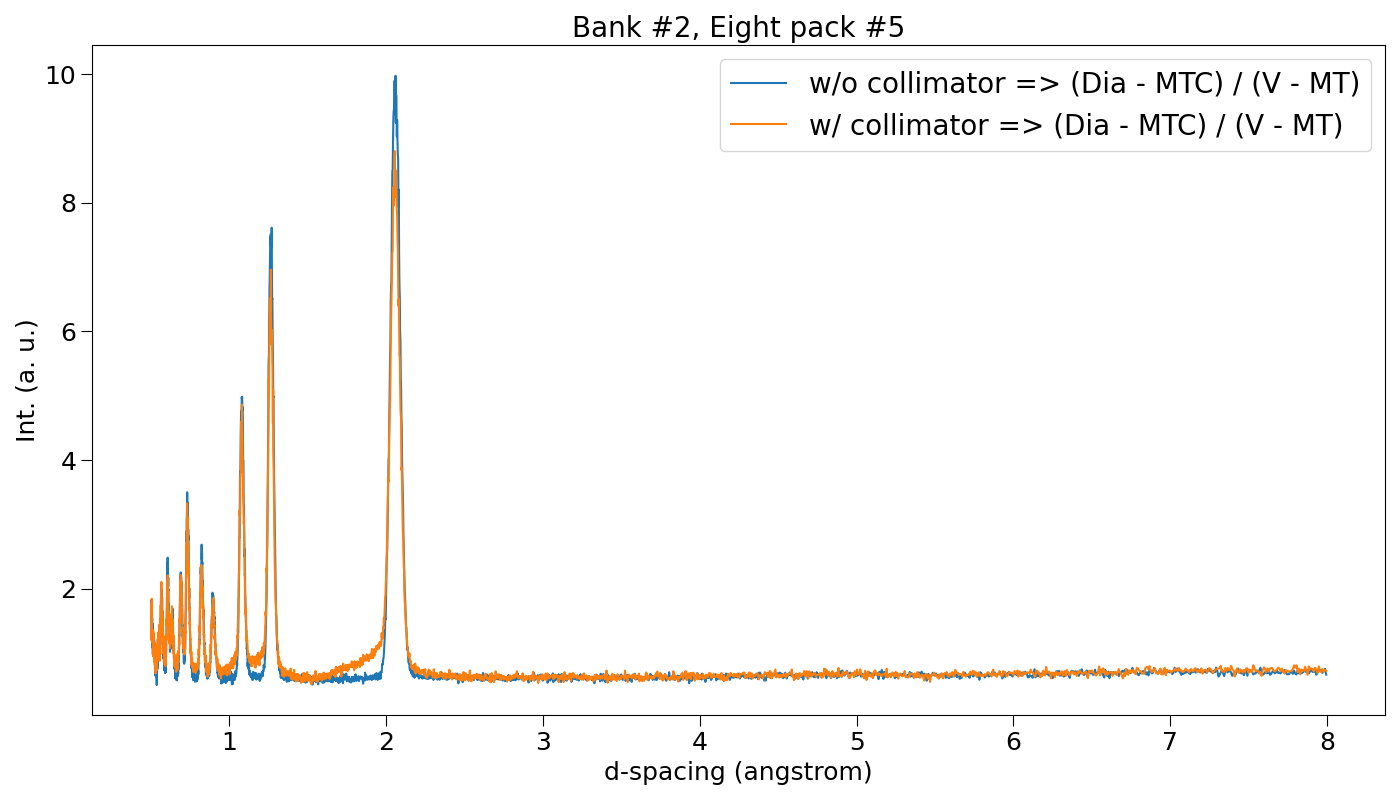 Bank #2, Eight pack #5
w/o collimator => (Dia - MTC) / (V - MT)
w/ collimator => (Dia - MTC) / (V - MT)
Int. (a. u.)
10
8
6
4
2
1 2 3 4 5 6 7 8
d-spacing (angstrom)